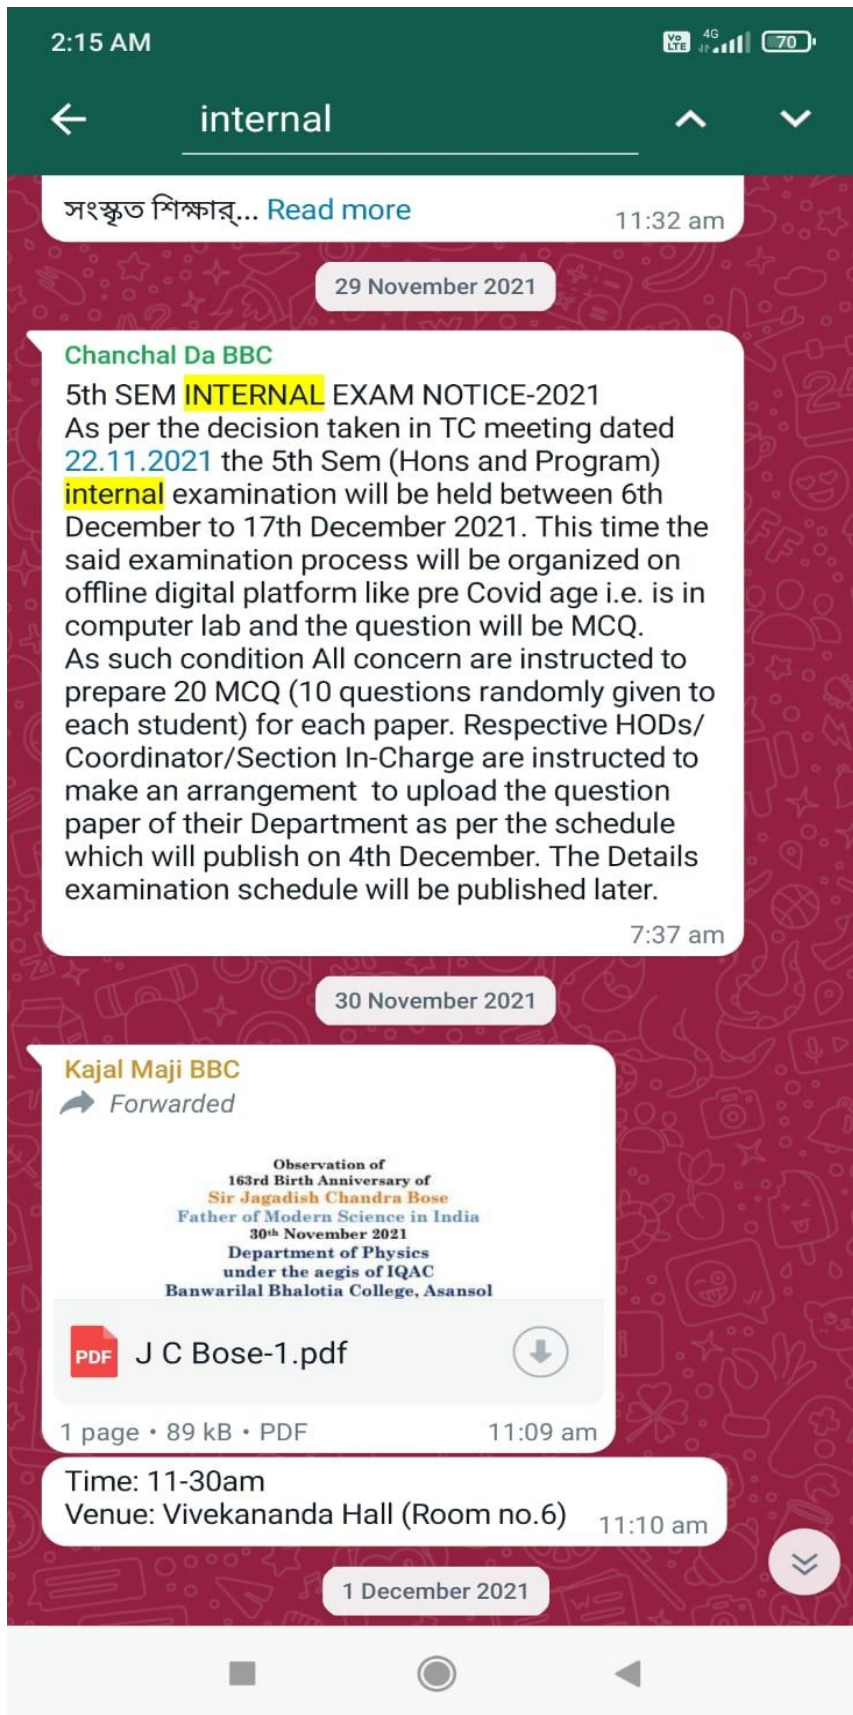 2:15 AM
Vo LTE 4G 70
internal
সংস্কৃত শিক্ষার্... Read more
11:32 am
29 November 2021
Chanchal Da BBC
5th SEM INTERNAL EXAM NOTICE-2021
As per the decision taken in TC meeting dated
22.11.2021 the 5th Sem (Hons and Program)
internal examination will be held between 6th
December to 17th December 2021. This time the
said examination process will be organized on
offline digital platform like pre Covid age i.e. is in
computer lab and the question will be MCQ.
As such condition All concern are instructed to
prepare 20 MCQ (10 questions randomly given to
each student) for each paper. Respective HODs/
Coordinator/Section In-Charge are instructed to
make an arrangement  to upload the question
paper of their Department as per the schedule
which will publish on 4th December. The Details
examination schedule will be published later.
7:37 am
30 November 2021
Kajal Maji BBC
Forwarded
Observation of
163rd Birth Anniversary of
Sir Jagadish Chandra Bose
Father of Modern Science in India
30th November 2021
Department of Physics
under the aegis of IQAC
Banwarilal Bhalotia College, Asansol
PDF J C Bose-1.pdf
1 page • 89 kB • PDF 11:09 am
Time: 11-30am
Venue: Vivekananda Hall (Room no.6) 11:10 am
1 December 2021